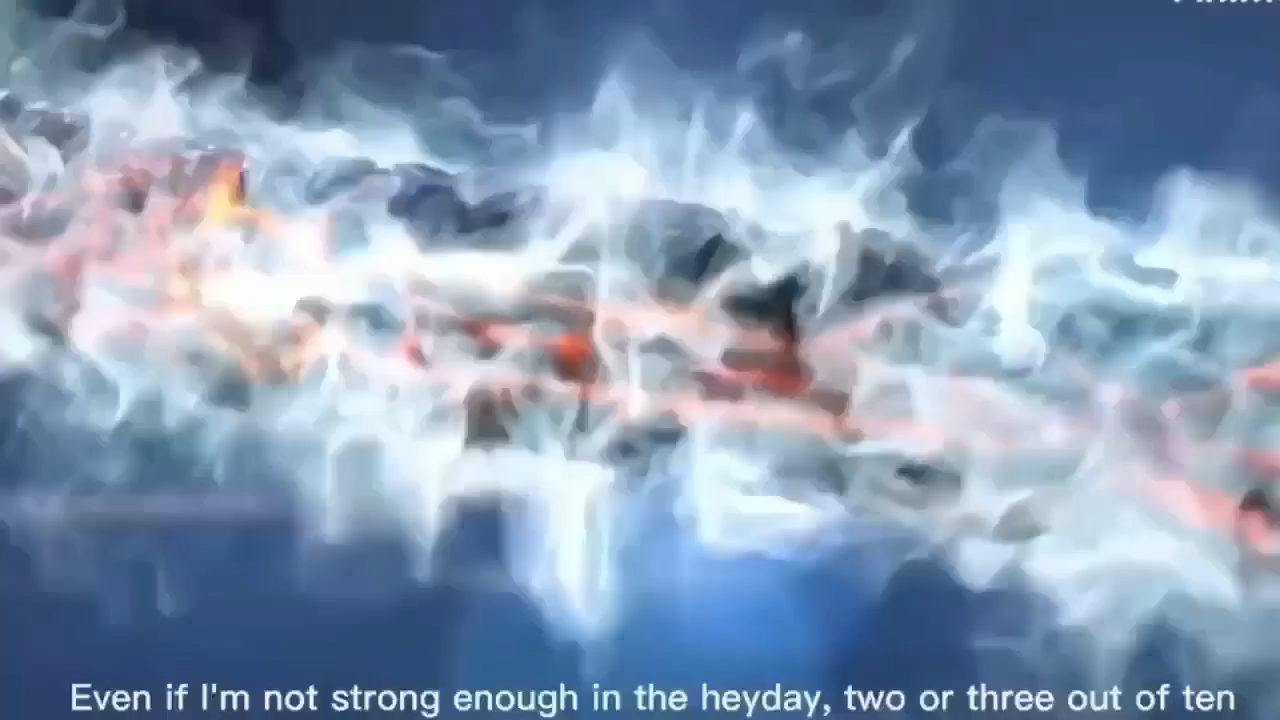 Even if I'm not strong enough in the heyday, two or three out of ten